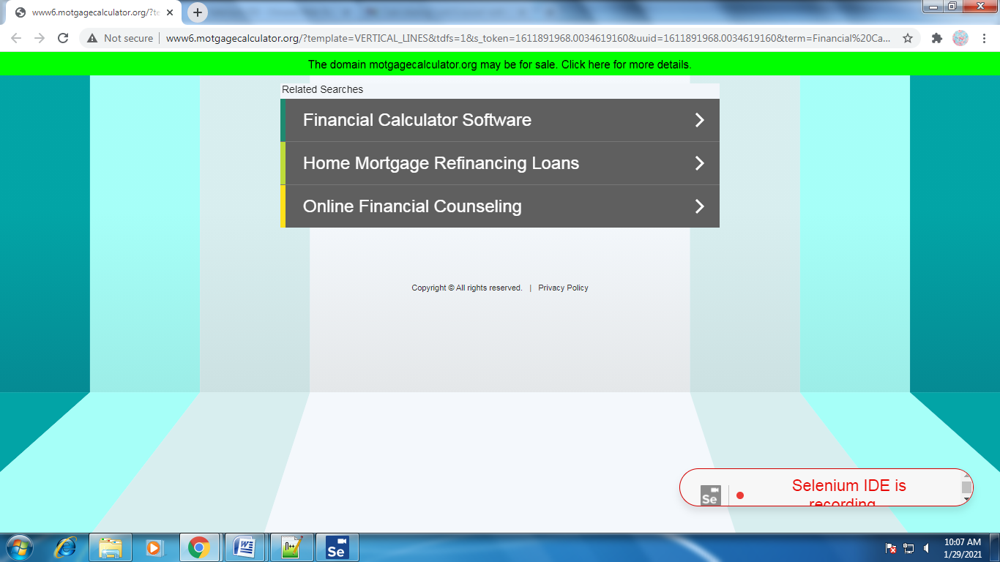 www6.motgagecalculator.org/?te
Not secure
www6.motgagecalculator.org/?template=VERTICAL_LINES&tdfs=1&s_token=1611891968.0034619160&uuid=1611891968.0034619160&term=Financial%20Ca...
The domain motgagecalculator.org may be for sale. Click here for more details.
Related Searches
Financial Calculator Software
Home Mortgage Refinancing Loans
Online Financial Counseling
Copyright © All rights reserved. | Privacy Policy
Se
Selenium IDE is
recording
Se
10:07 AM
1/29/2021